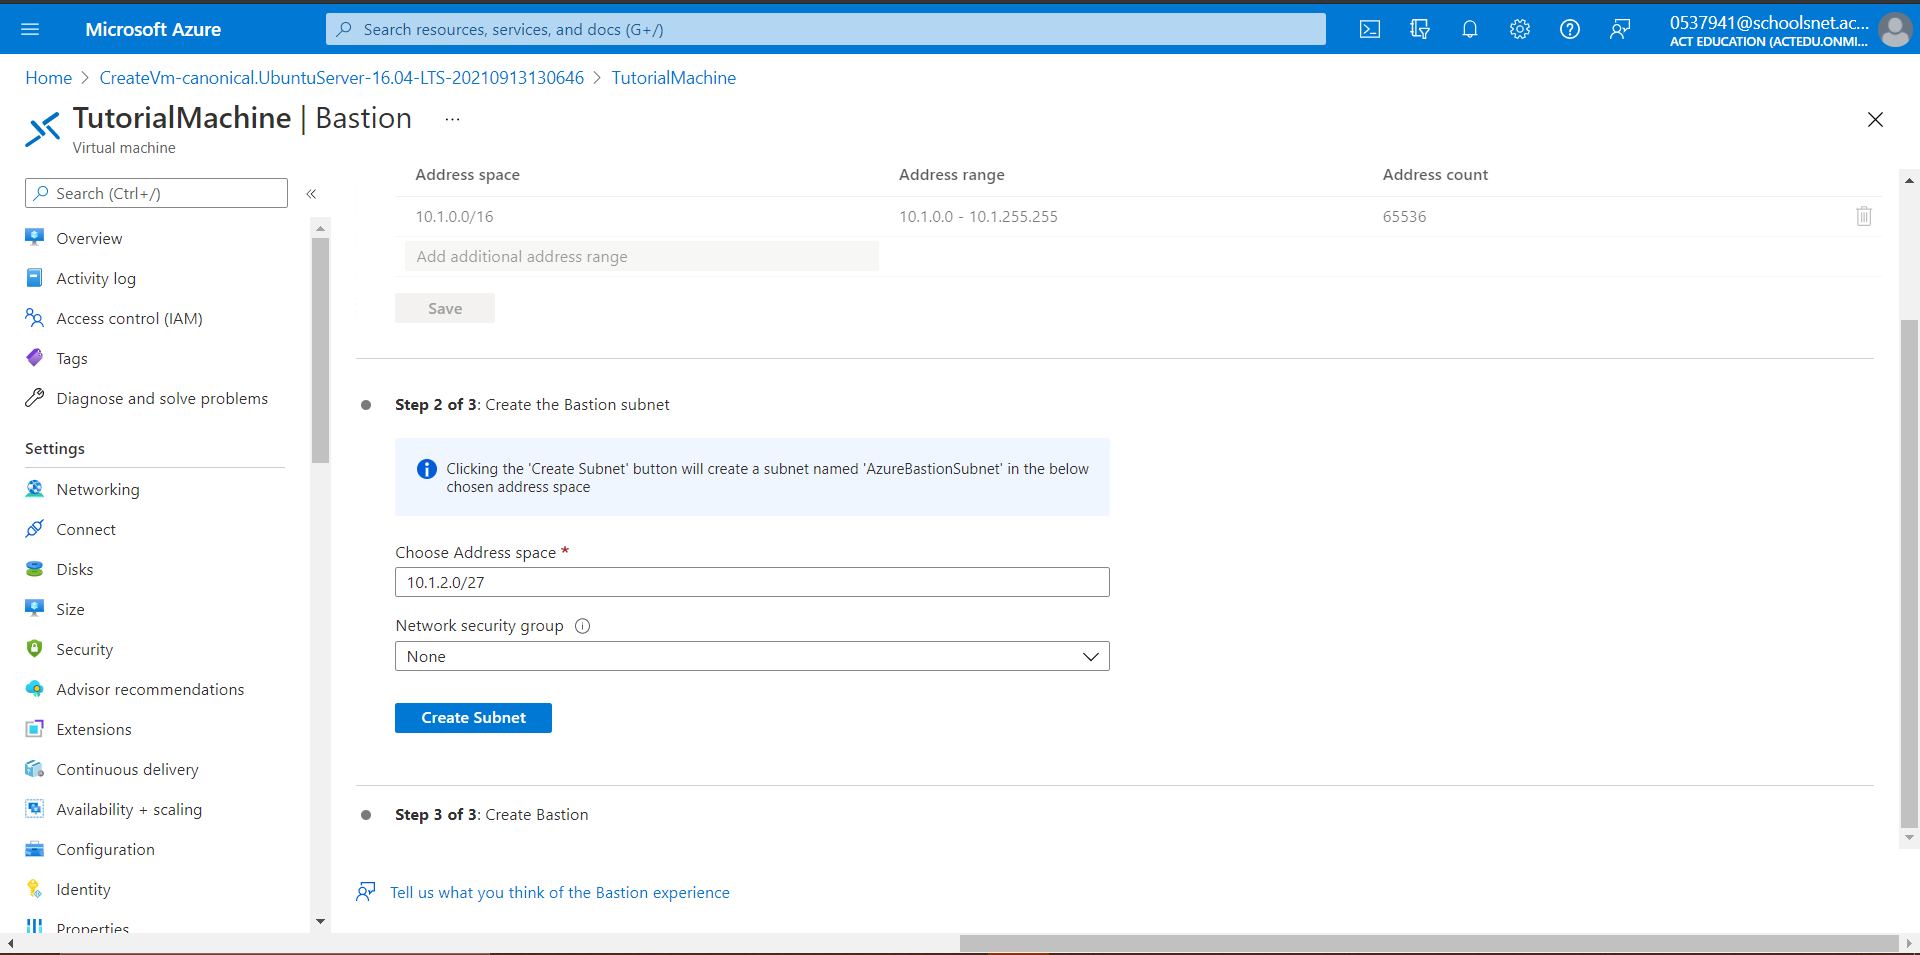 Microsoft Azure
Search resources, services, and docs (G+/)
0537941@schoolsnet.ac...
ACT EDUCATION (ACTEDU.ONMI...
Home > CreateVm-canonical.UbuntuServer-16.04-LTS-20210913130646 > TutorialMachine
TutorialMachine | Bastion ...
Virtual machine
Search (Ctrl+/)
«
Overview
Activity log
Access control (IAM)
Tags
Diagnose and solve problems
Settings
Networking
Connect
Disks
Size
Security
Advisor recommendations
Extensions
Continuous delivery
Availability + scaling
Configuration
Identity
Properties
Address space Address range Address count
10.1.0.0/16 10.1.0.0 - 10.1.255.255 65536
Add additional address range
Save
Step 2 of 3: Create the Bastion subnet
Clicking the 'Create Subnet' button will create a subnet named 'AzureBastionSubnet' in the below
chosen address space
Choose Address space *
10.1.2.0/27
Network security group
None
Create Subnet
Step 3 of 3: Create Bastion
Tell us what you think of the Bastion experience